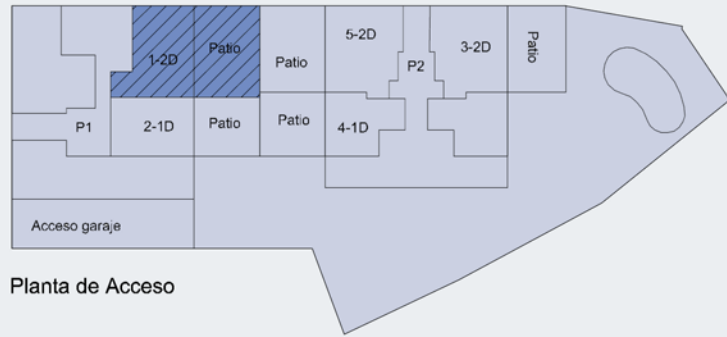 5-2D
3-2D
Patio
1-2D
Patio
Patio
P2
P1
2-1D
Patio
Patio
4-1D
Acceso garaje
Planta de Acceso